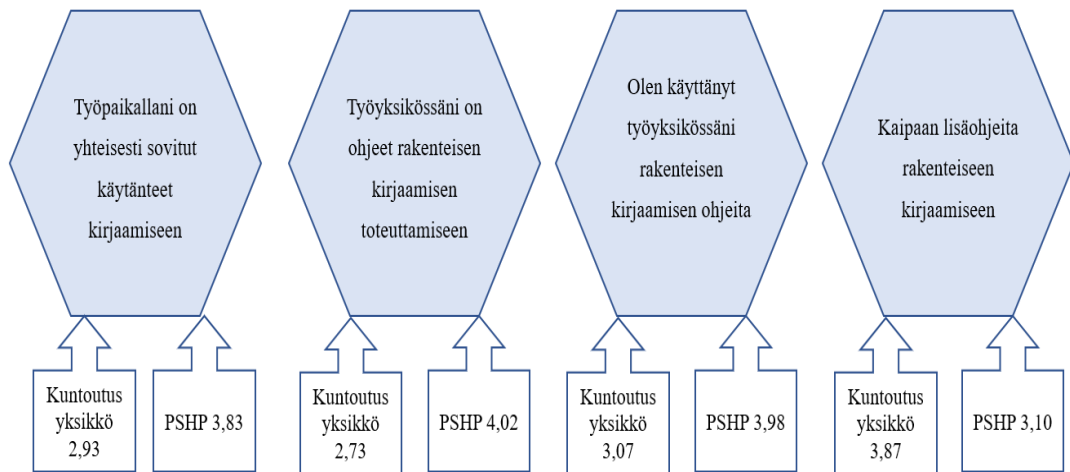 Työpaikallani on
yhteisesti sovitut
käytänteet
kirjaamiseen
Työyksikössäni on
ohjeet rakenteisen
kirjaamisen
toteuttamiseen
Olen käyttänyt
työyksikössäni
rakenteisen
kirjaamisen ohjeita
Kaipaan lisäohjeita
rakenteiseen
kirjaamiseen
Kuntoutus
yksikkö
2,93
PSHP 3,83
Kuntoutus
yksikkö
2,73
PSHP 4,02
Kuntoutus
yksikkö
3,07
PSHP 3,98
Kuntoutus
yksikkö
3,87
PSHP 3,10